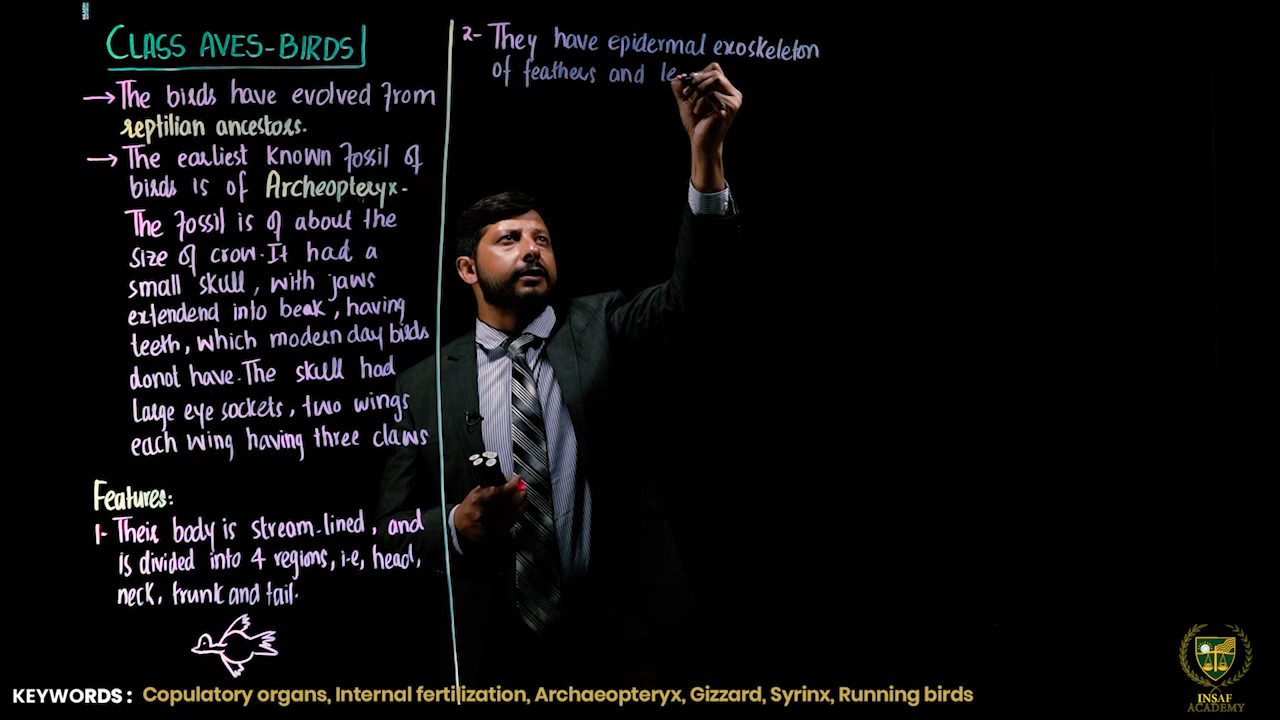 CLASS AVES-BIRDS
→ The birds have evolved from
reptilian ancestors.
→ The earliest known fossil of
birds is of Archeopteryx.
The fossil is of about the
size of crow. It had a
small skull, with jaws
extendend into beak, having
teeth, which modern day birds
donot have. The skull had
Large eye sockets, two wings
each wing having three claws
Features:
1- Their body is stream-lined, and
is divided into 4 regions, i.e, head,
neck, trunk and tail.
2- They have epidermal exoskeleton
of feathers and le
KEYWORDS : Copulatory organs, Internal fertilization, Archaeopteryx, Gizzard, Syrinx, Running birds
INSAF
ACADEMY